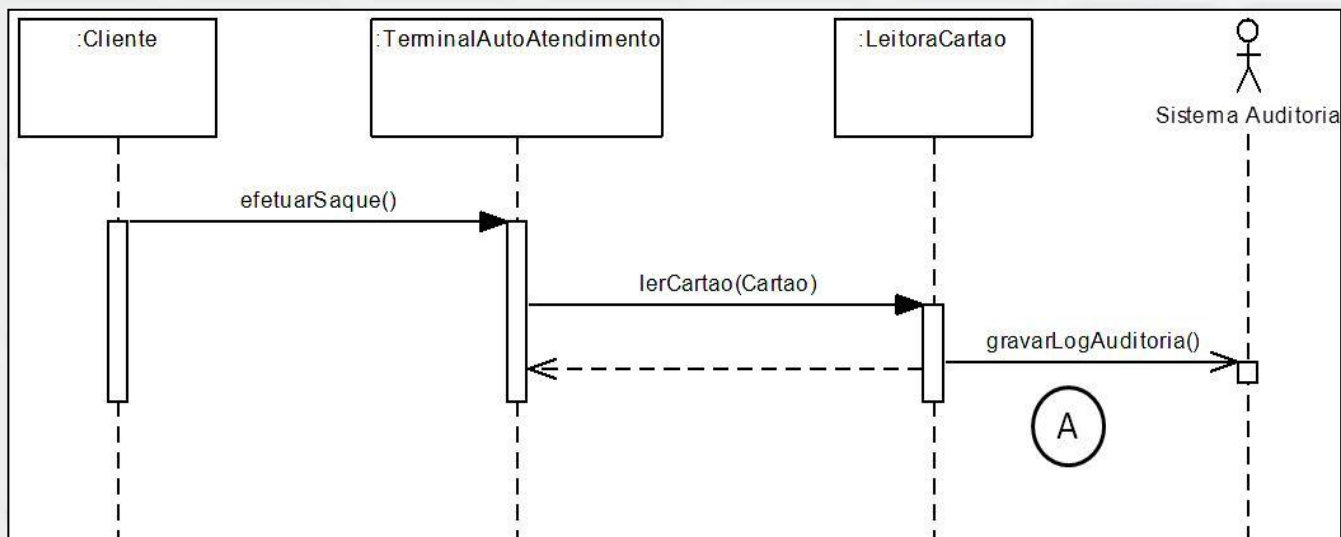 :Cliente
:TerminalAutoAtendimento
:LeitoraCartao
Sistema Auditoria
efetuarSaque()
lerCartao(Cartao)
gravarLogAuditoria()
A